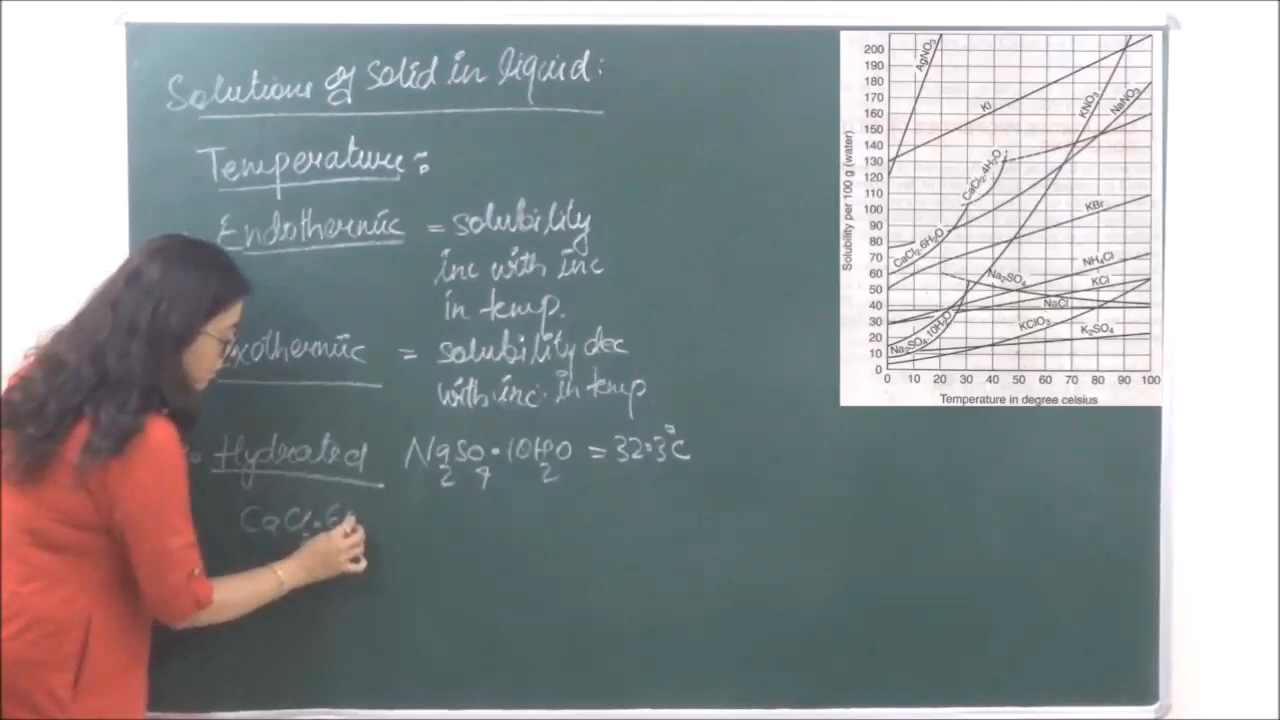 Solutions of solid in liquid:
Temperature:
Endothermic = solubility
inc with inc
in temp.
Exothermic = solubility dec
with inc. in temp
Hydrated Na₂SO₄·10H₂O = 32.3°C
CaCl₂·6
Solubility per 100 g (water)
200
190
180
170
160
150
140
130
120
110
100
90
80
70
60
50
40
30
20
10
0
AgNO₃
KI
KNO₃
NaNO₃
CaCl₂·4H₂O
CaCl₂·6H₂O
KBr
NH₄Cl
Na₂SO₄
KCl
NaCl
Na₂SO₄·10H₂O
KClO₃
K₂SO₄
0 10 20 30 40 50 60 70 80 90 100
Temperature in degree celsius